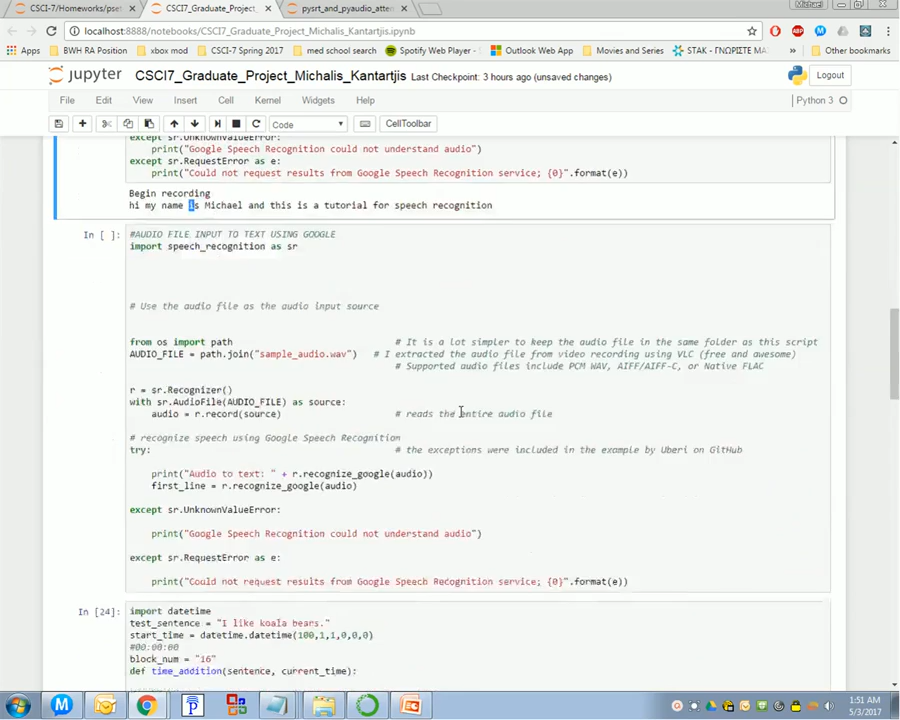 Michael
CSCI-7/Homeworks/pset
CSCI7_Graduate_Project_
pysrt_and_pyaudio_atten
localhost:8888/notebooks/CSCI7_Graduate_Project_Michalis_Kantartjis.ipynb
Apps BWH RA Position xbox mod CSCI-7 Spring 2017 med school search Spotify Web Player - Outlook Web App Movies and Series STAK - ΓΝΩΡΙΣΤΕ ΜΑ » Other bookmarks
jupyter CSCI7_Graduate_Project_Michalis_Kantartjis Last Checkpoint: 3 hours ago (unsaved changes) Logout
File Edit View Insert Cell Kernel Widgets Help Python 3
Code CellToolbar
except sr.UnknownValueError:
print("Google Speech Recognition could not understand audio")
except sr.RequestError as e:
print("Could not request results from Google Speech Recognition service; {0}".format(e))
Begin recording
hi my name is Michael and this is a tutorial for speech recognition
In [ ]: #AUDIO FILE INPUT TO TEXT USING GOOGLE
import speech_recognition as sr
# Use the audio file as the audio input source
from os import path # It is a lot simpler to keep the audio file in the same folder as this script
AUDIO_FILE = path.join("sample_audio.wav") # I extracted the audio file from video recording using VLC (free and awesome)
# Supported audio files include PCM WAV, AIFF/AIFF-C, or Native FLAC
r = sr.Recognizer()
with sr.AudioFile(AUDIO_FILE) as source:
audio = r.record(source) # reads the entire audio file
# recognize speech using Google Speech Recognition
try: # the exceptions were included in the example by Uberi on GitHub
print("Audio to text: " + r.recognize_google(audio))
first_line = r.recognize_google(audio)
except sr.UnknownValueError:
print("Google Speech Recognition could not understand audio")
except sr.RequestError as e:
print("Could not request results from Google Speech Recognition service; {0}".format(e))
In [24]: import datetime
test_sentence = "I like koala bears."
start_time = datetime.datetime(100,1,1,0,0,0)
#00:00:00
block_num = "16"
def time_addition(sentence, current_time):
1:51 AM
5/3/2017